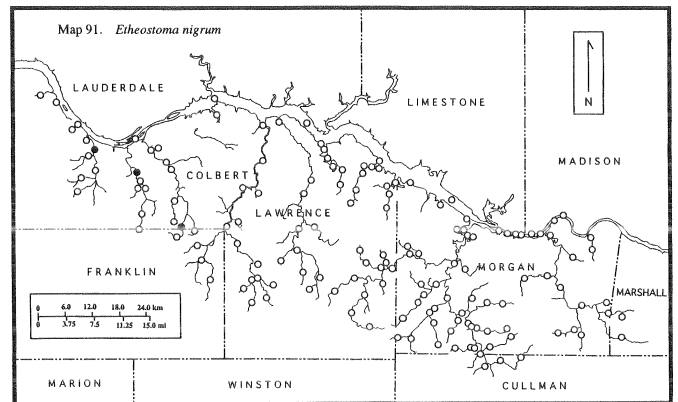 Map 91. Etheostoma nigrum
LAUDERDALE
LIMESTONE
N
MADISON
COLBERT
LAWRENCE
FRANKLIN
MORGAN
MARSHALL
0 6.0 12.0 18.0 24.0 km
0 3.75 7.5 11.25 15.0 mi
MARION
WINSTON
CULLMAN